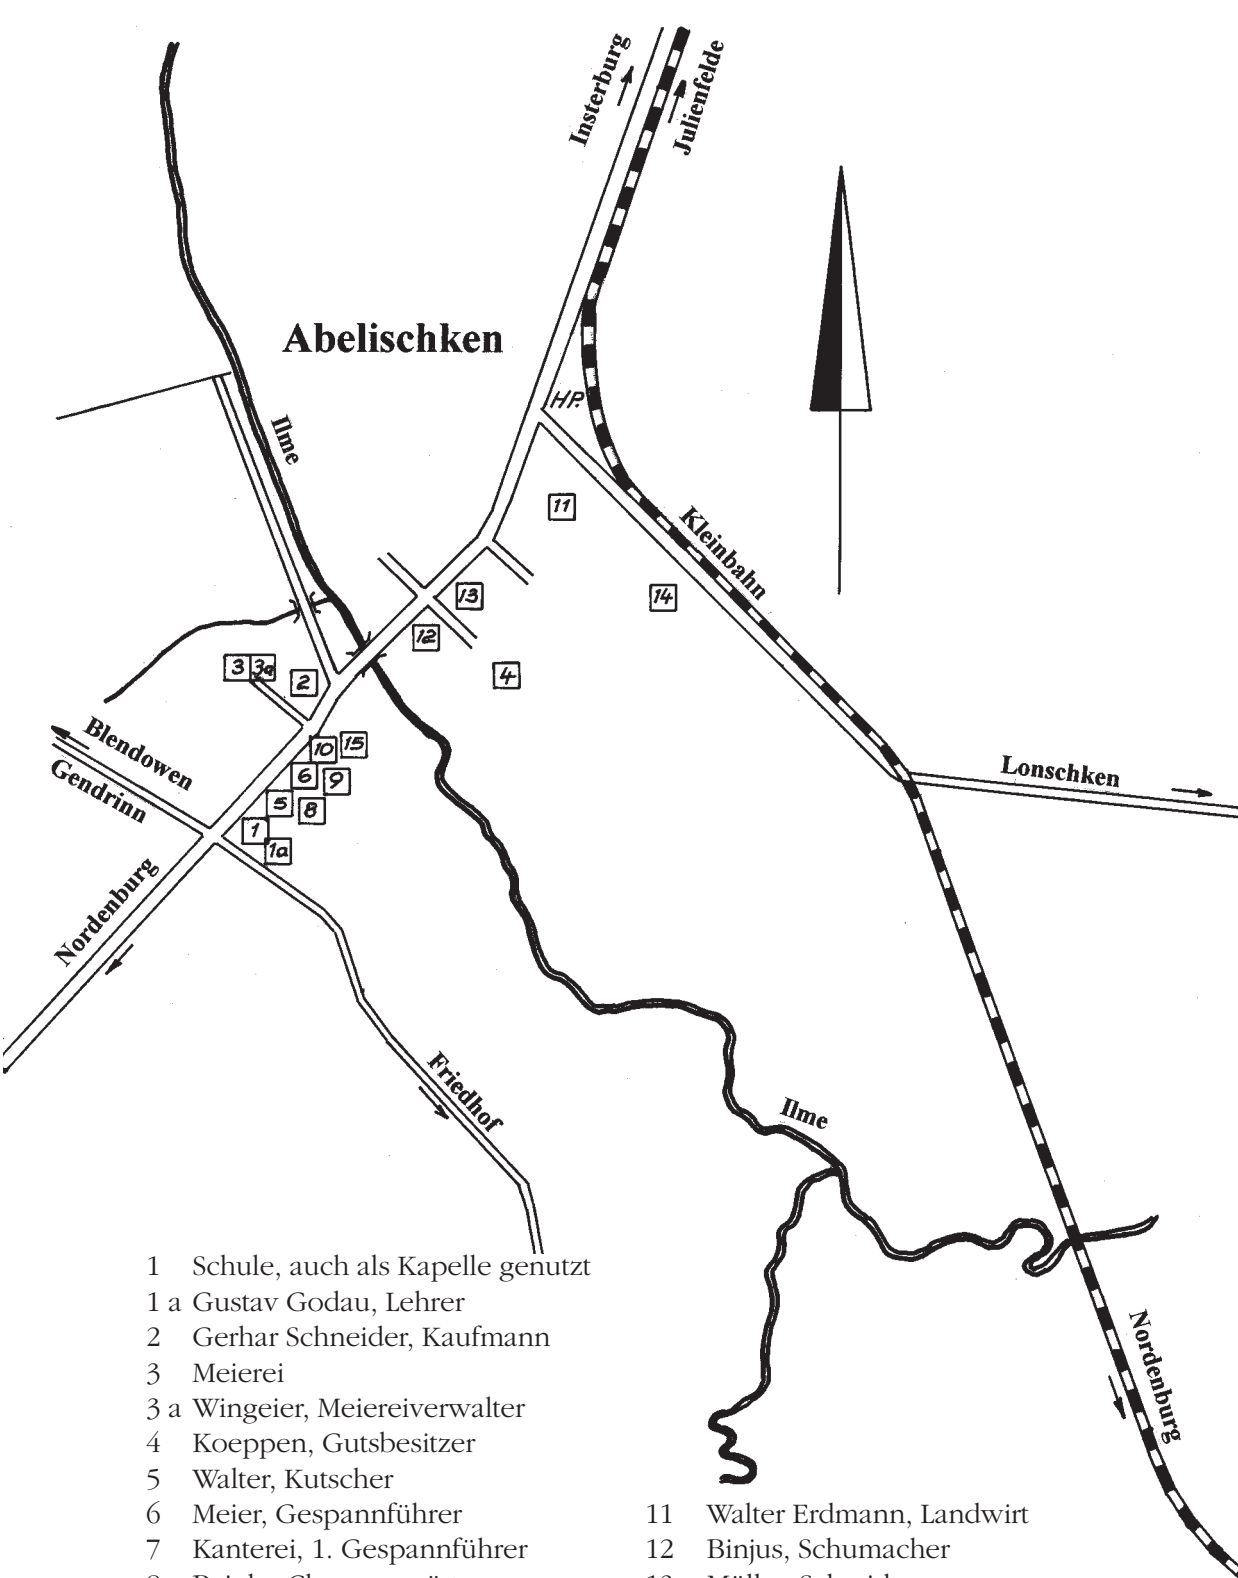 Insterburg
Julienfelde
Abelischken
HP.
Ilme
11
Kleinbahn
13
14
12
3
3a
2
4
10
15
Blendowen
6
9
Gendrinn
5
8
1
1a
Lonschken
Nordenburg
Friedhof
Ilme
Nordenburg
1 Schule, auch als Kapelle genutzt
1 a Gustav Godau, Lehrer
2 Gerhar Schneider, Kaufmann
3 Meierei
3 a Wingeier, Meiereiverwalter
4 Koeppen, Gutsbesitzer
5 Walter, Kutscher
6 Meier, Gespannführer
7 Kanterei, 1. Gespannführer
11 Walter Erdmann, Landwirt
12 Binjus, Schumacher